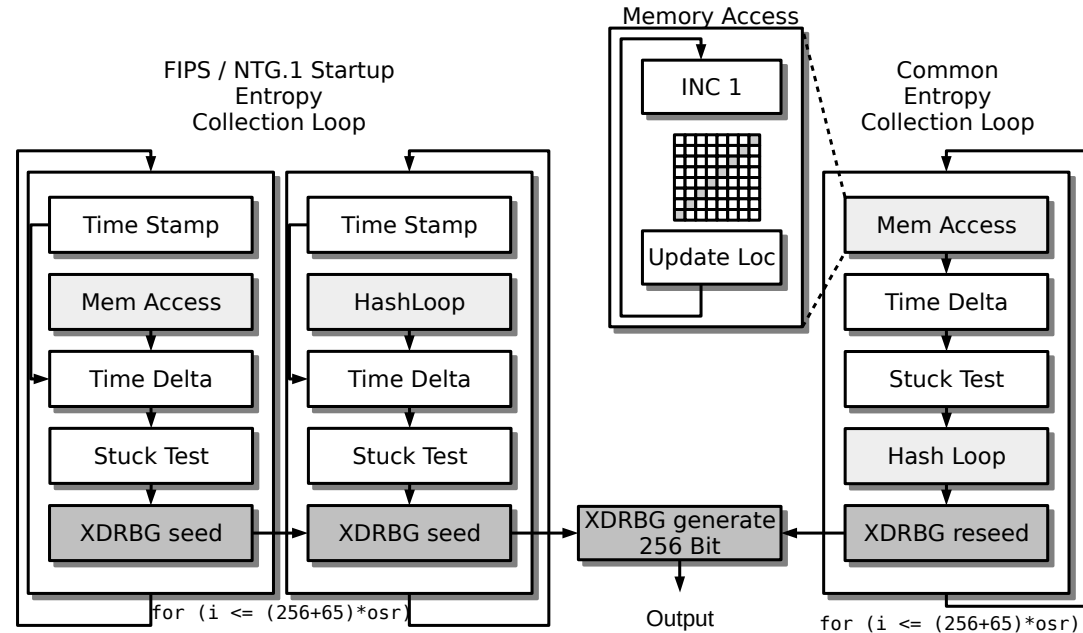 Memory Access
INC 1
Update Loc
FIPS / NTG.1 Startup
Entropy
Collection Loop
Time Stamp
Mem Access
Time Delta
Stuck Test
XDRBG seed
Time Stamp
HashLoop
Time Delta
Stuck Test
XDRBG seed
for (i <= (256+65)*osr)
XDRBG generate
256 Bit
Output
Common
Entropy
Collection Loop
Mem Access
Time Delta
Stuck Test
Hash Loop
XDRBG reseed
for (i <= (256+65)*osr)